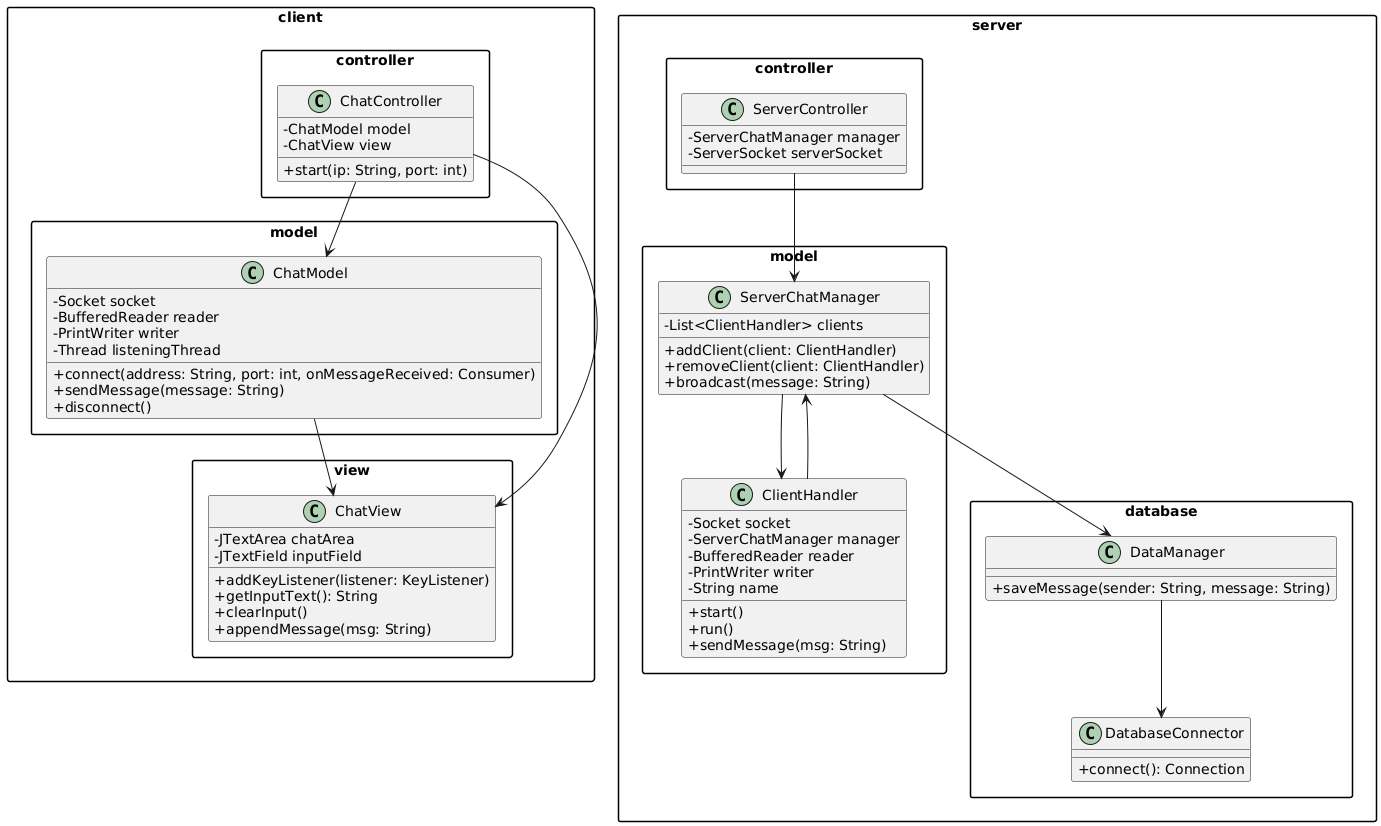 client
controller
C ChatController
-ChatModel model
-ChatView view
+start(ip: String, port: int)
model
C ChatModel
-Socket socket
-BufferedReader reader
-PrintWriter writer
-Thread listeningThread
+connect(address: String, port: int, onMessageReceived: Consumer)
+sendMessage(message: String)
+disconnect()
view
C ChatView
-JTextArea chatArea
-JTextField inputField
+addKeyListener(listener: KeyListener)
+getInputText(): String
+clearInput()
+appendMessage(msg: String)
server
controller
C ServerController
-ServerChatManager manager
-ServerSocket serverSocket
model
C ServerChatManager
-List<ClientHandler> clients
+addClient(client: ClientHandler)
+removeClient(client: ClientHandler)
+broadcast(message: String)
C ClientHandler
-Socket socket
-ServerChatManager manager
-BufferedReader reader
-PrintWriter writer
-String name
+start()
+run()
+sendMessage(msg: String)
database
C DataManager
+saveMessage(sender: String, message: String)
C DatabaseConnector
+connect(): Connection